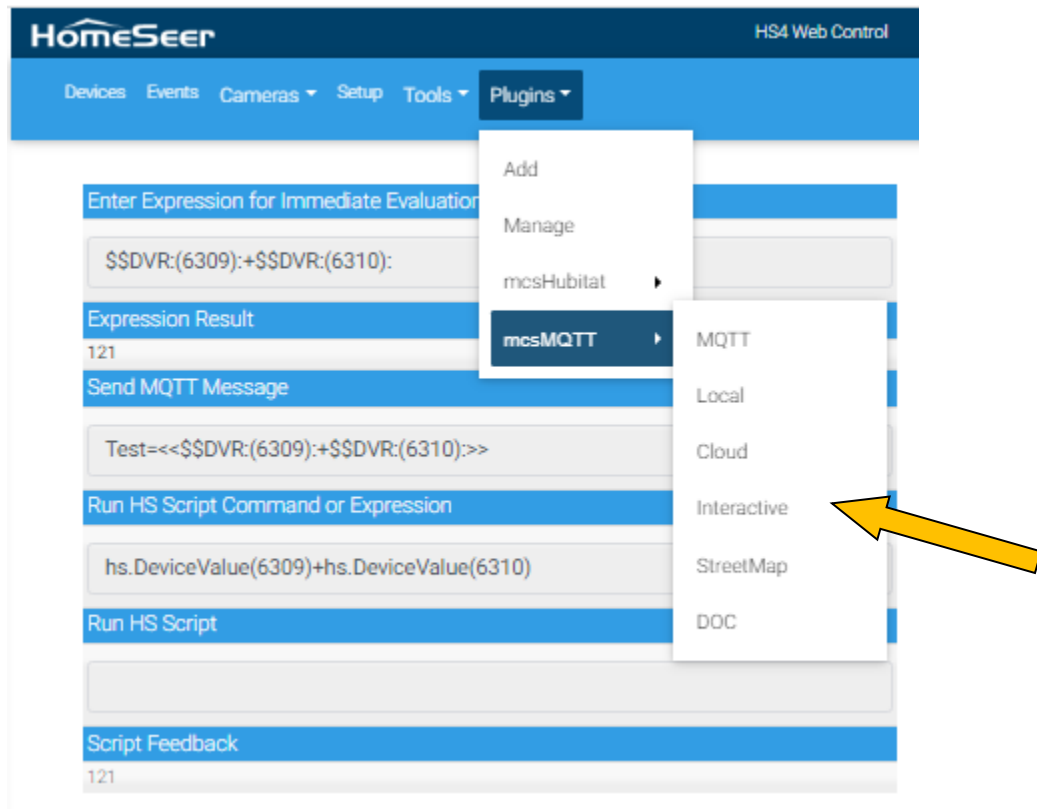 HomeSeer
HS4 Web Control
Devices Events Cameras Setup Tools Plugins
Add
Manage
mcsHubitat
mcsMQTT
MQTT
Local
Cloud
Interactive
StreetMap
DOC
Enter Expression for Immediate Evaluation
$$DVR:(6309):+$$DVR:(6310):
Expression Result
121
Send MQTT Message
Test=<<$$DVR:(6309):+$$DVR:(6310):>>
Run HS Script Command or Expression
hs.DeviceValue(6309)+hs.DeviceValue(6310)
Run HS Script
Script Feedback
121